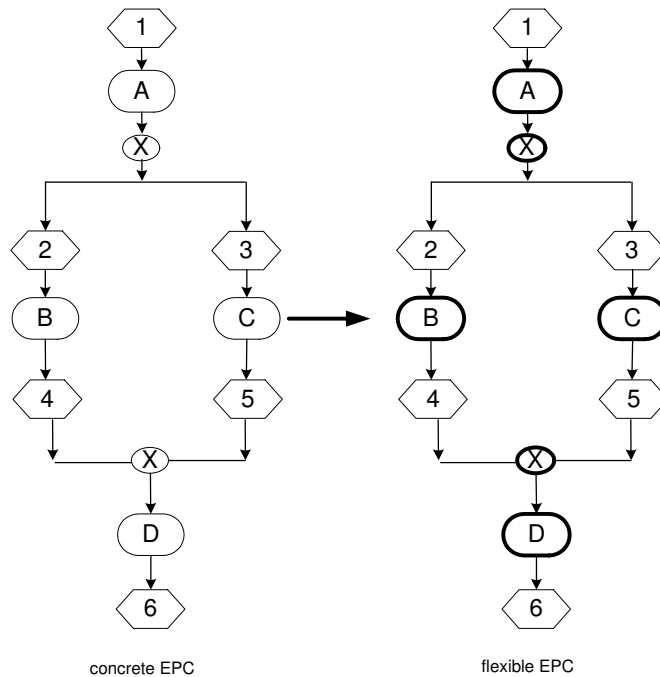 1 1
A A
X X
2 3 2 3
B C B C
4 5 4 5
X X
D D
6 6
concrete EPC flexible EPC